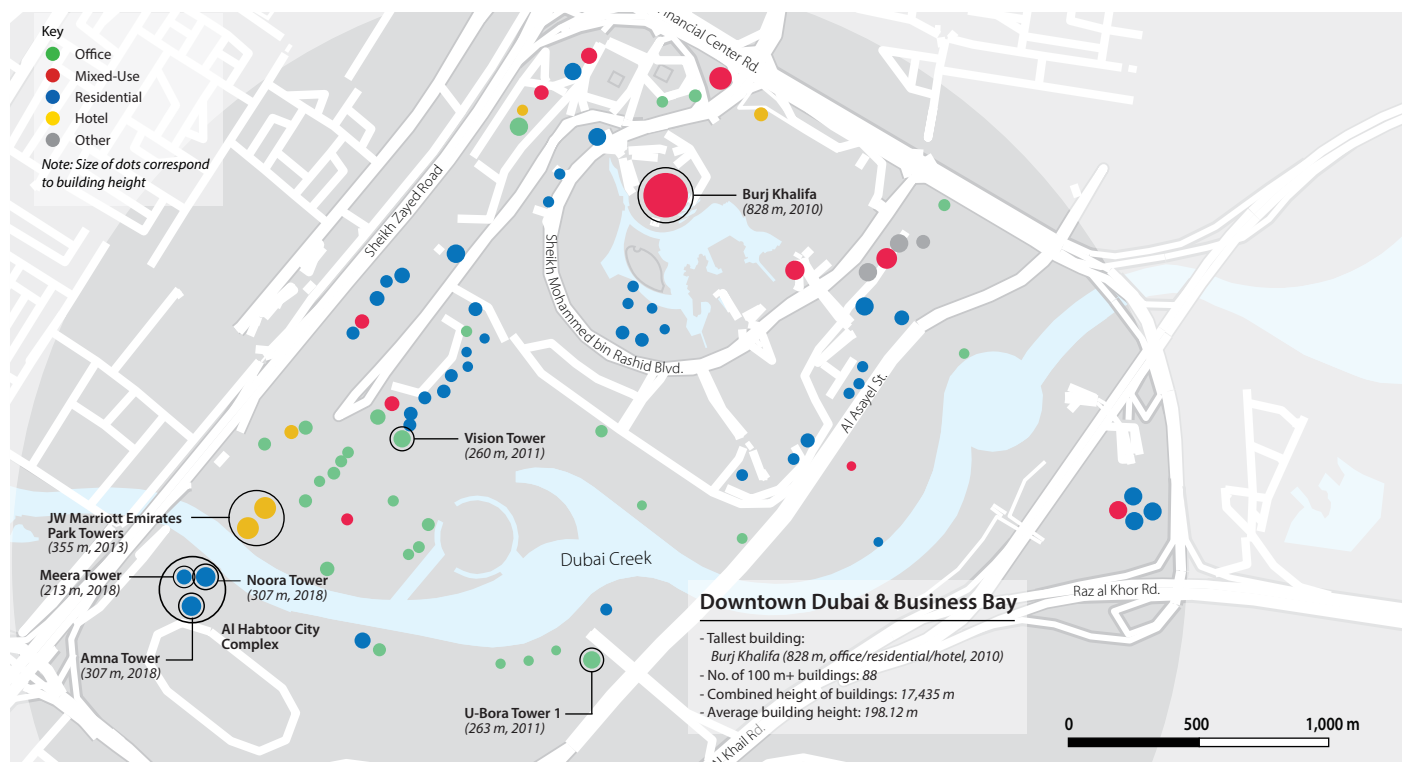 Key
Office
Mixed-Use
Residential
Hotel
Other
Note: Size of dots correspond
to building height
Financial Center Rd.
Sheikh Zayed Road
Burj Khalifa
(828 m, 2010)
Sheikh Mohammed bin Rashid Blvd.
Al Asayel St.
Vision Tower
(260 m, 2011)
JW Marriott Emirates
Park Towers
(355 m, 2013)
Dubai Creek
Meera Tower
(213 m, 2018)
Noora Tower
(307 m, 2018)
Al Habtoor City
Complex
Amna Tower
(307 m, 2018)
U-Bora Tower 1
(263 m, 2011)
Raz al Khor Rd.
Downtown Dubai & Business Bay
- Tallest building:
Burj Khalifa (828 m, office/residential/hotel, 2010)
- No. of 100 m+ buildings: 88
- Combined height of buildings: 17,435 m
- Average building height: 198.12 m
Al Khail Rd.
0 500 1,000 m